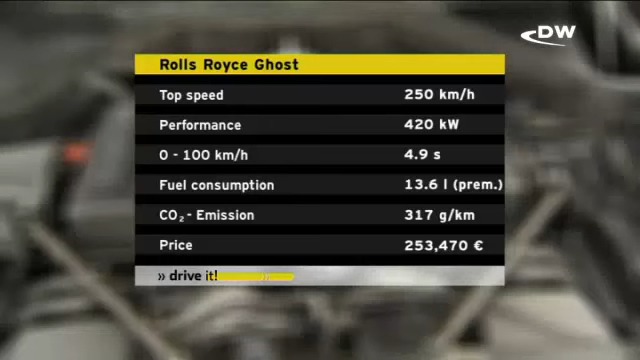 DW
Rolls Royce Ghost
Top speed 250 km/h
Performance 420 kW
0 - 100 km/h 4.9 s
Fuel consumption 13.6 l (prem.)
CO₂ - Emission 317 g/km
Price 253,470 €
» drive it!